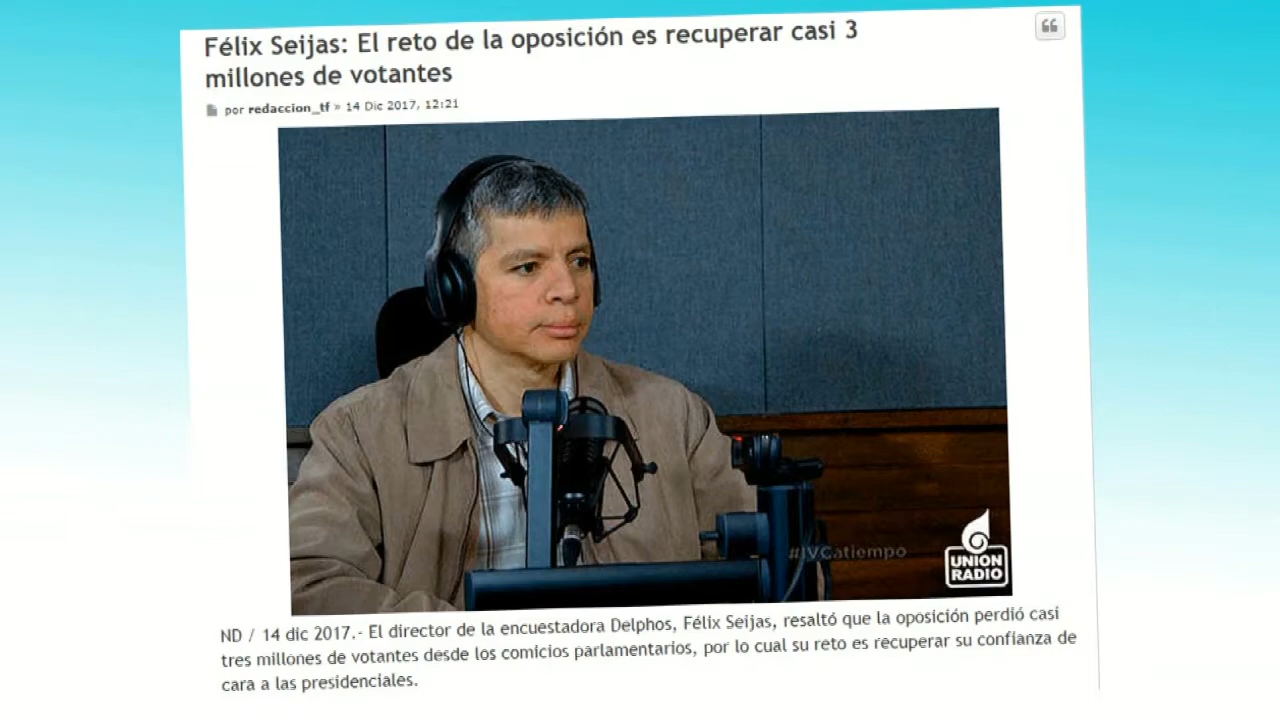 Félix Seijas: El reto de la oposición es recuperar casi 3
millones de votantes
por redaccion_tf » 14 Dic 2017, 12:21
#IVCatiempo
UNION
RADIO
ND / 14 dic 2017.- El director de la encuestadora Delphos, Félix Seijas, resaltó que la oposición perdió casi
tres millones de votantes desde los comicios parlamentarios, por lo cual su reto es recuperar su confianza de
cara a las presidenciales.